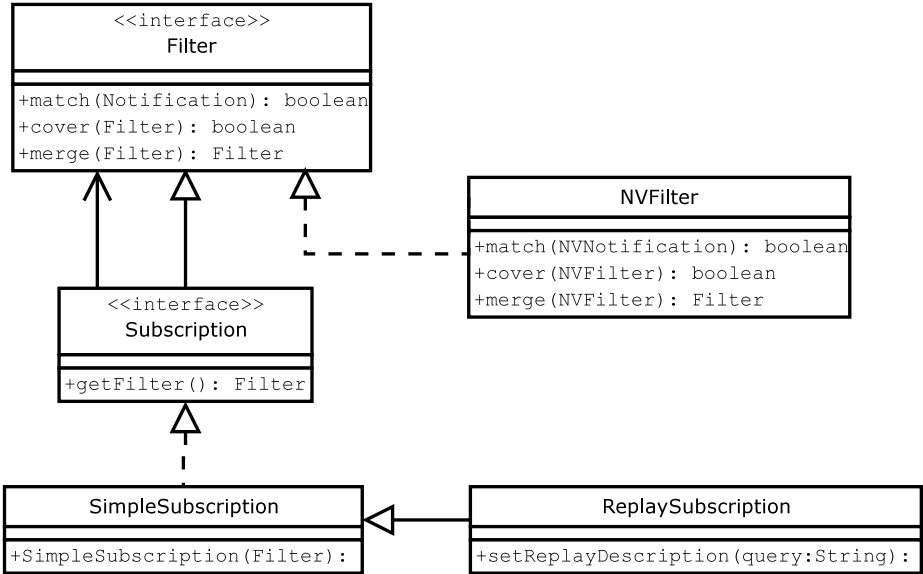 <<interface>>
Filter
+match(Notification): boolean
+cover(Filter): boolean
+merge(Filter): Filter
NVFilter
+match(NVNotification): boolean
+cover(NVFilter): boolean
+merge(NVFilter): Filter
<<interface>>
Subscription
+getFilter(): Filter
SimpleSubscription
+SimpleSubscription(Filter):
ReplaySubscription
+setReplayDescription(query:String):